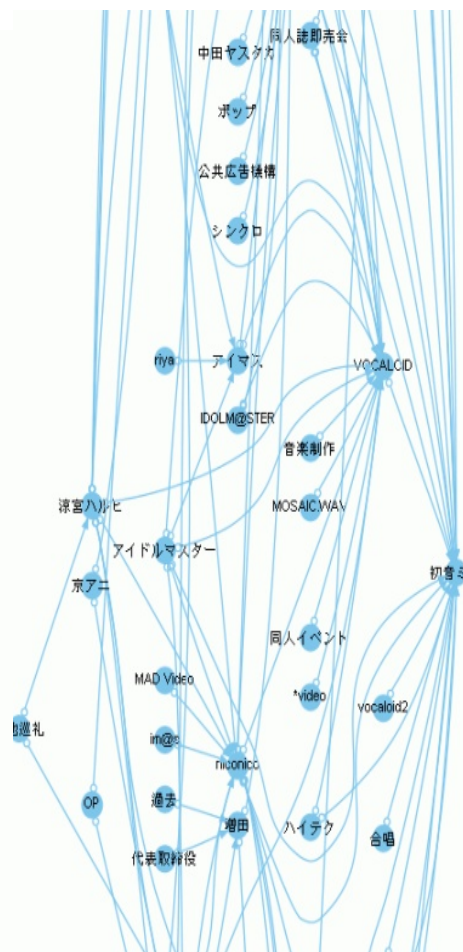 同人誌即売会
中田ヤスタカ
ポップ
公共広告機構
シンクロ
riya
アイマス
VOCALOID
IDOLM@STER
音楽制作
涼宮ハルヒ
MOSAIC.WAV
アイドルマスター
初音ミ
京アニ
同人イベント
MAD Video
*video
vocaloid2
地巡礼
im@s
niconico
OP
過去
増田
ハイテク
代表取締役
合唱